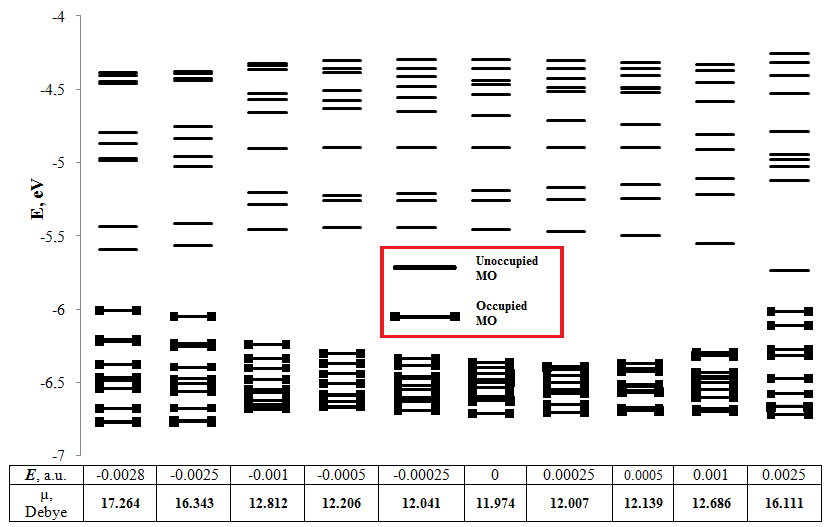 -4
-4.5
-5
-5.5
-6
-6.5
-7
E, eV
Unoccupied
MO
Occupied
MO
E, a.u. -0.0028 -0.0025 -0.001 -0.0005 -0.00025 0 0.00025 0.0005 0.001 0.0025
μ,
Debye 17.264 16.343 12.812 12.206 12.041 11.974 12.007 12.139 12.686 16.111